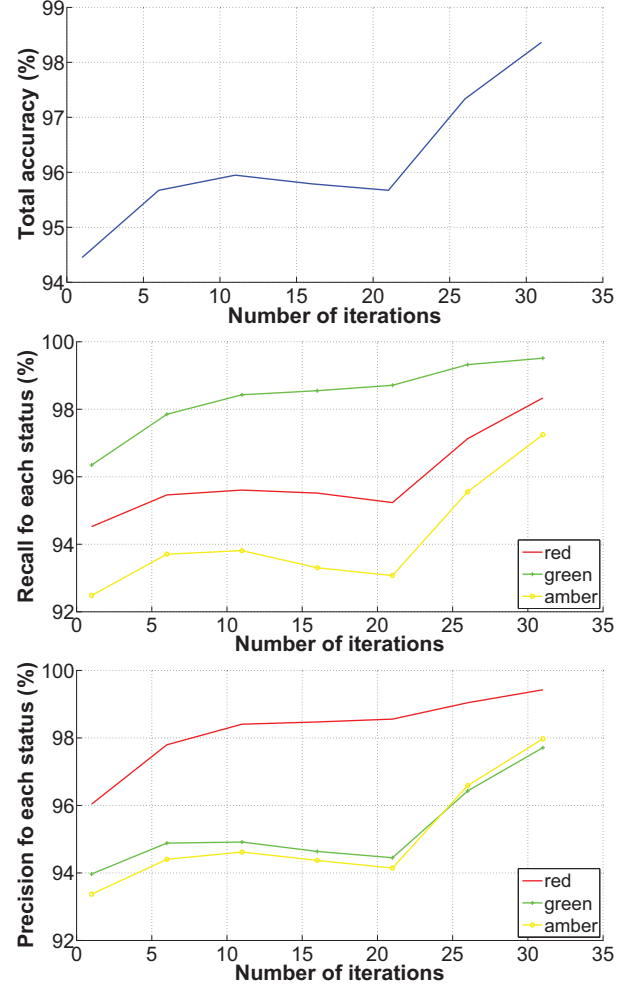 99
98
97
96
95
94
0 5 10 15 20 25 30 35
Total accuracy (%)
Number of iterations
100
98
96
94
92
0 5 10 15 20 25 30 35
Recall fo each status (%)
Number of iterations
red
green
amber
100
98
96
94
92
0 5 10 15 20 25 30 35
Precision fo each status (%)
Number of iterations
red
green
amber